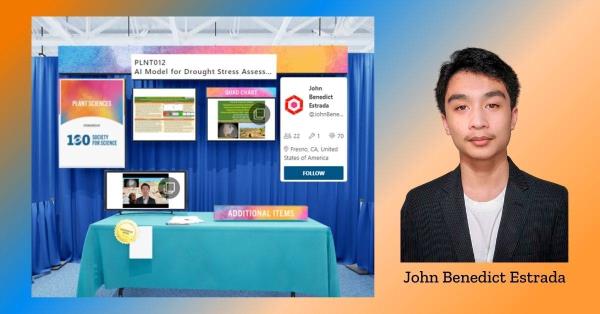 PLNT012
AI Model for Drought Stress Assess...
PLANT SCIENCES
100 SOCIETY
FOR SCIENCE
QUAD CHART
John
Benedict
Estrada
@JohnBene...
22 1 70
Fresno, CA, United
States of America
FOLLOW
ADDITIONAL ITEMS
John Benedict Estrada